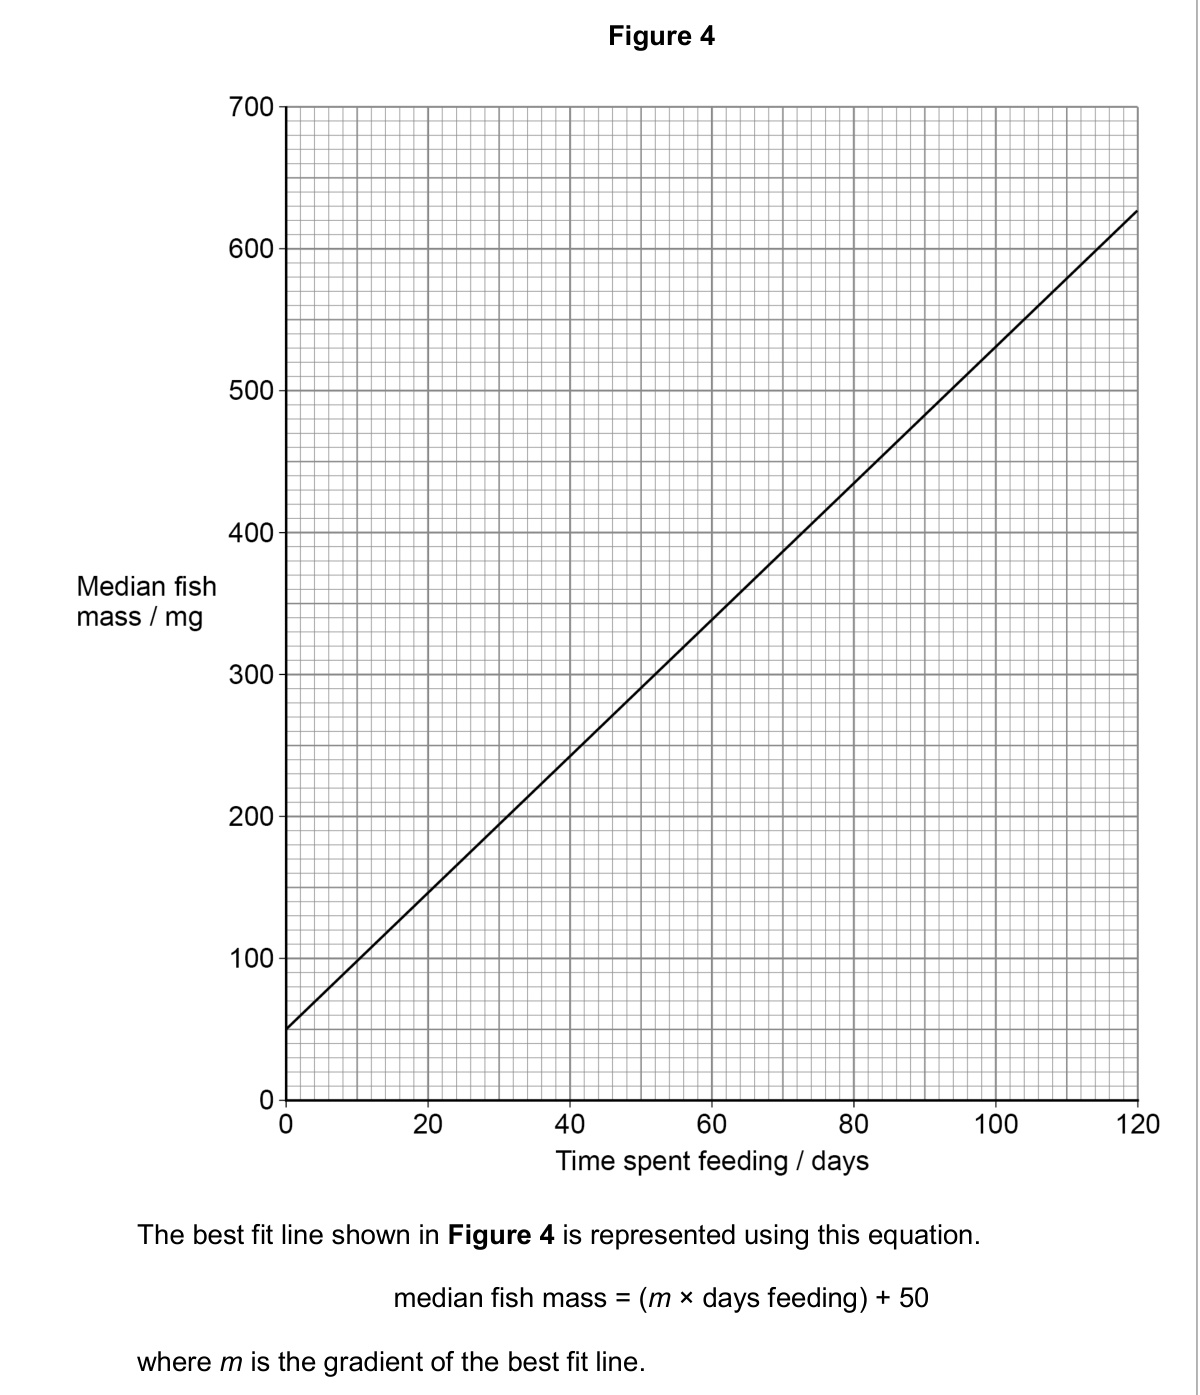 Figure 4
700
600
500
400
Median fish
mass / mg
300
200
100
0
0 20 40 60 80 100 120
Time spent feeding / days
The best fit line shown in Figure 4 is represented using this equation.
median fish mass = (m × days feeding) + 50
where m is the gradient of the best fit line.